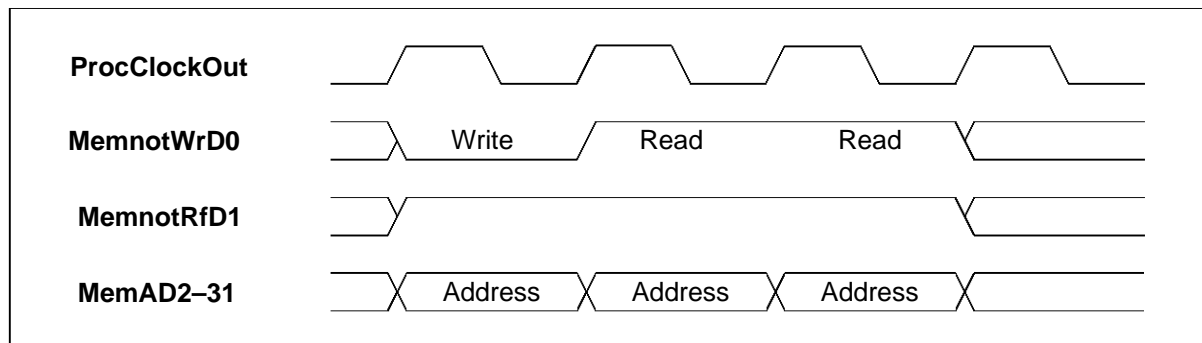 ProcClockOut
MemnotWrD0 Write Read Read
MemnotRfD1
MemAD2–31 Address Address Address